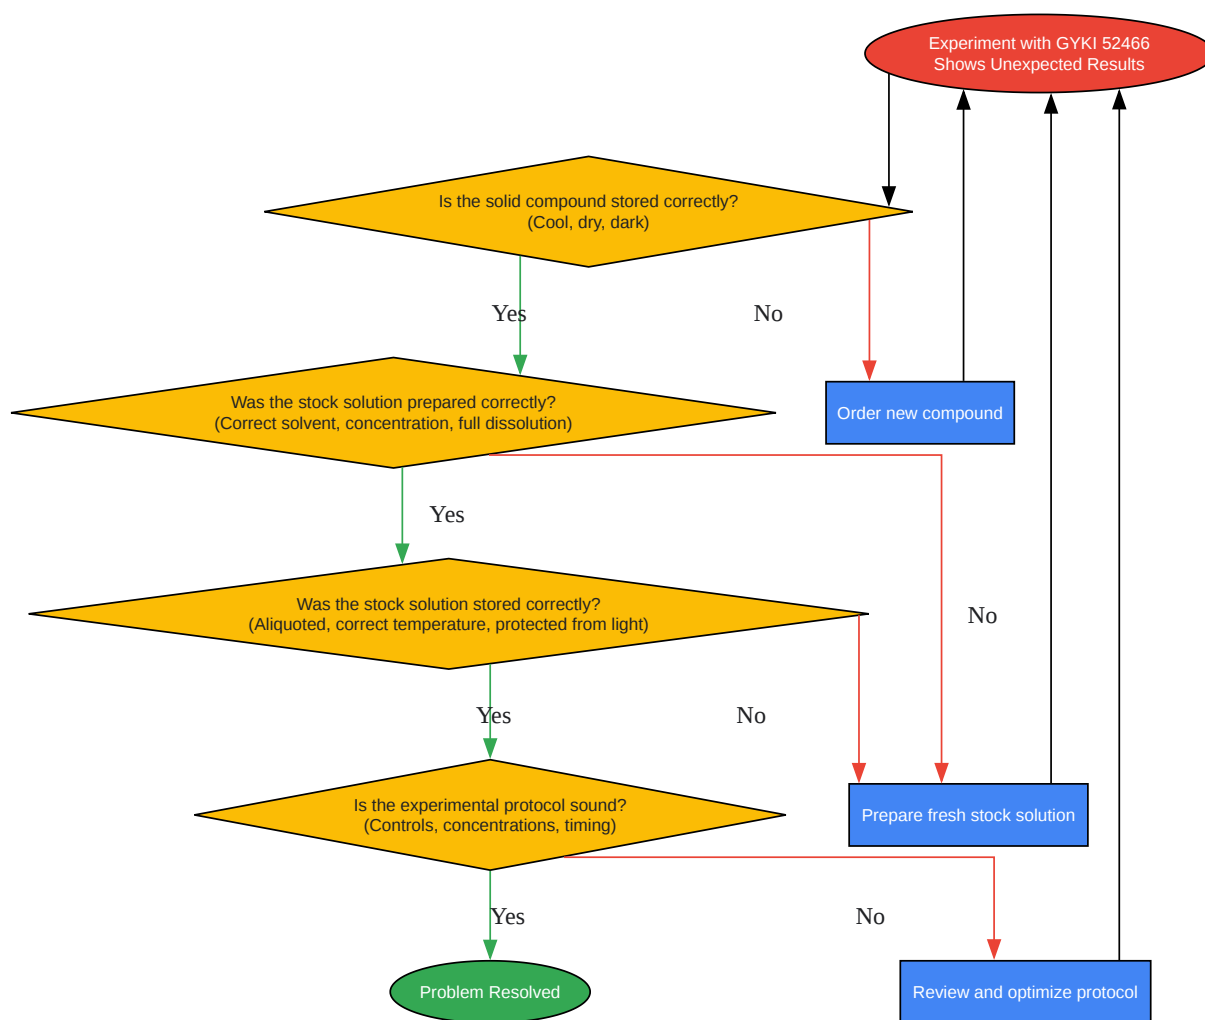 Experiment with GYKI 52466
Shows Unexpected Results
Is the solid compound stored correctly?
(Cool, dry, dark)
Yes
No
Was the stock solution prepared correctly?
(Correct solvent, concentration, full dissolution)
Order new compound
Yes
Was the stock solution stored correctly?
(Aliquoted, correct temperature, protected from light)
No
Yes
No
Is the experimental protocol sound?
(Controls, concentrations, timing)
Prepare fresh stock solution
Yes
No
Problem Resolved
Review and optimize protocol